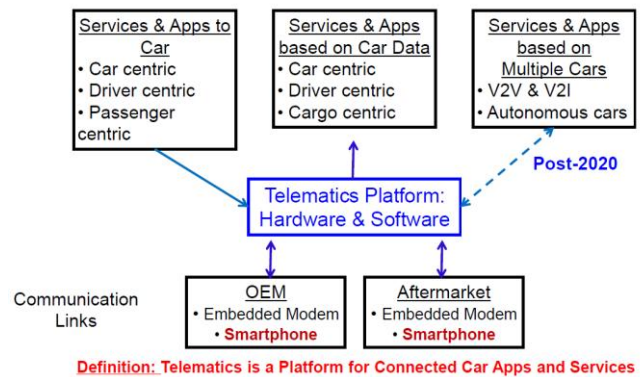 Services & Apps to
Car
• Car centric
• Driver centric
• Passenger
centric
Services & Apps
based on Car Data
• Car centric
• Driver centric
• Cargo centric
Services & Apps
based on
Multiple Cars
• V2V & V2I
• Autonomous cars
Post-2020
Telematics Platform:
Hardware & Software
Communication
Links
OEM
• Embedded Modem
• Smartphone
Aftermarket
• Embedded Modem
• Smartphone
Definition: Telematics is a Platform for Connected Car Apps and Services